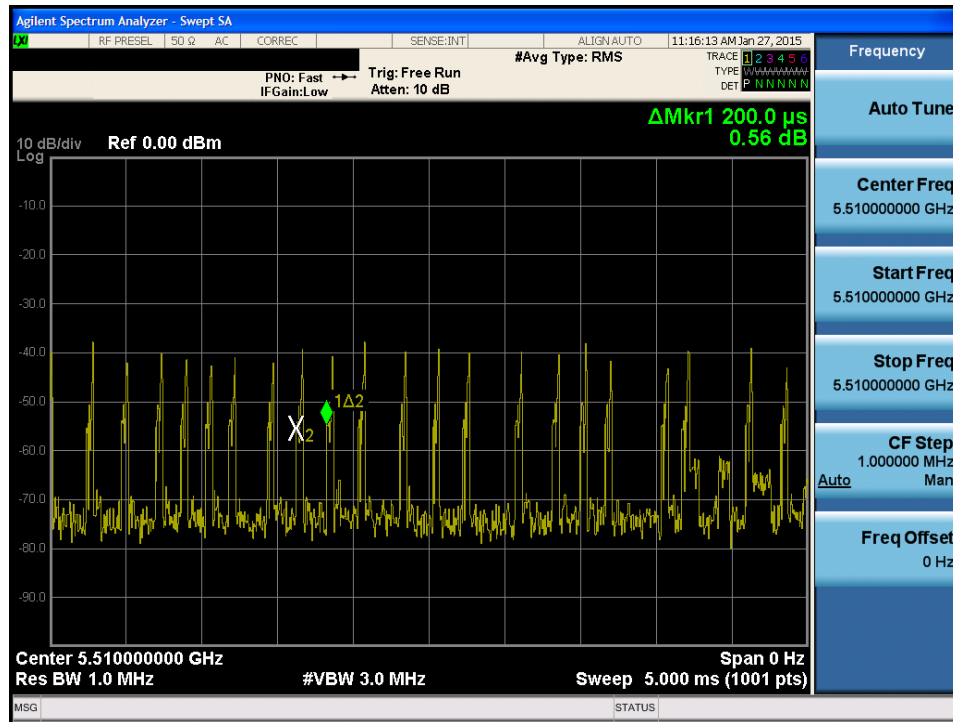 Agilent Spectrum Analyzer - Swept SA
LXI RF PRESEL 50 Ω AC CORREC SENSE:INT ALIGN AUTO 11:16:13 AM Jan 27, 2015
PNO: Fast
IFGain:Low
Trig: Free Run
Atten: 10 dB
#Avg Type: RMS
TRACE 1 2 3 4 5 6
TYPE WWWWWWW
DET P N N N N N
ΔMkr1 200.0 µs
0.56 dB
10 dB/div Ref 0.00 dBm
Log
-10.0
-20.0
-30.0
-40.0
-50.0
-60.0
-70.0
-80.0
-90.0
1Δ2
X2
Center 5.510000000 GHz Span 0 Hz
Res BW 1.0 MHz #VBW 3.0 MHz Sweep 5.000 ms (1001 pts)
MSG STATUS
Frequency
Auto Tune
Center Freq
5.510000000 GHz
Start Freq
5.510000000 GHz
Stop Freq
5.510000000 GHz
CF Step
1.000000 MHz
Auto Man
Freq Offset
0 Hz